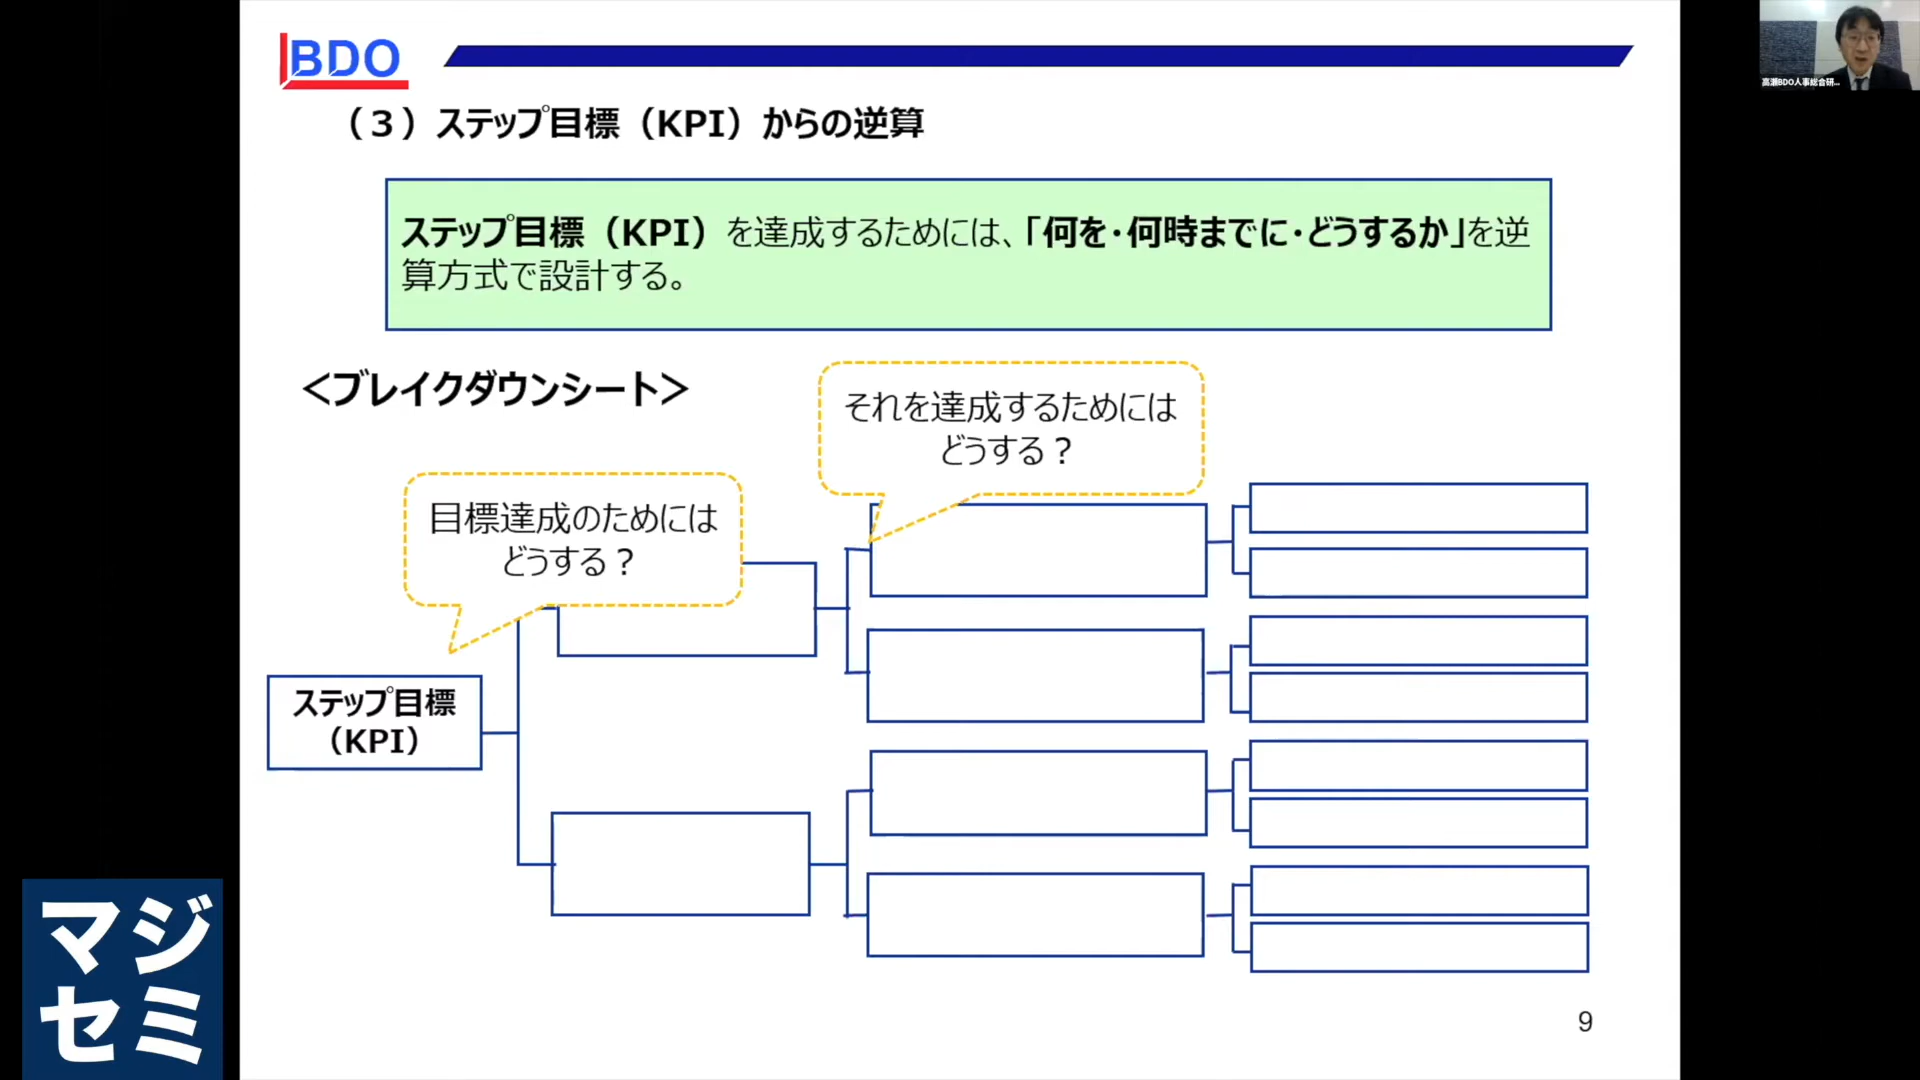 BDO
（３）ステップ目標（KPI）からの逆算
ステップ目標（KPI）を達成するためには、「何を・何時までに・どうするか」を逆
算方式で設計する。
＜ブレイクダウンシート＞
それを達成するためには
どうする？
目標達成のためには
どうする？
ステップ目標
（KPI）
9
マジ
セミ
高瀬BDO人事総合研...